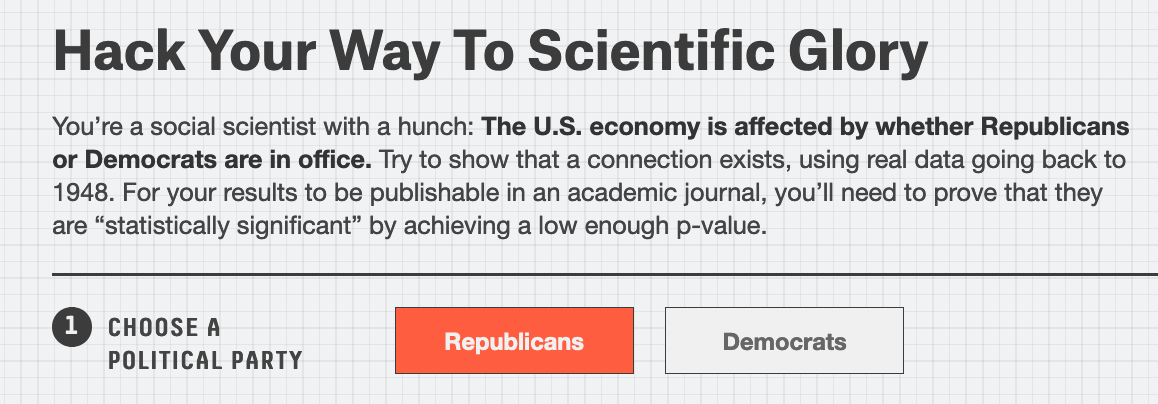 Hack Your Way To Scientific Glory
You’re a social scientist with a hunch: The U.S. economy is affected by whether Republicans
or Democrats are in office. Try to show that a connection exists, using real data going back to
1948. For your results to be publishable in an academic journal, you’ll need to prove that they
are “statistically significant” by achieving a low enough p-value.
1 CHOOSE A
POLITICAL PARTY
Republicans
Democrats